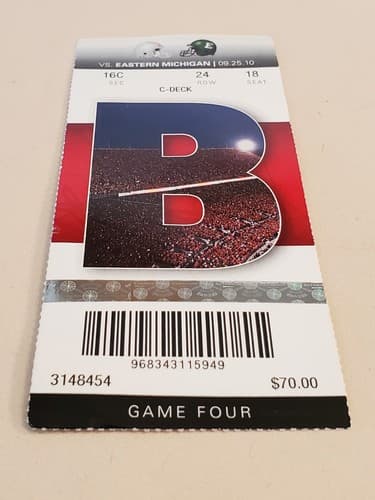 VS. EASTERN MICHIGAN | 09.25.10
16C 24 18
SEC ROW SEAT
C-DECK
B
968343115949
3148454 $70.00
GAME FOUR